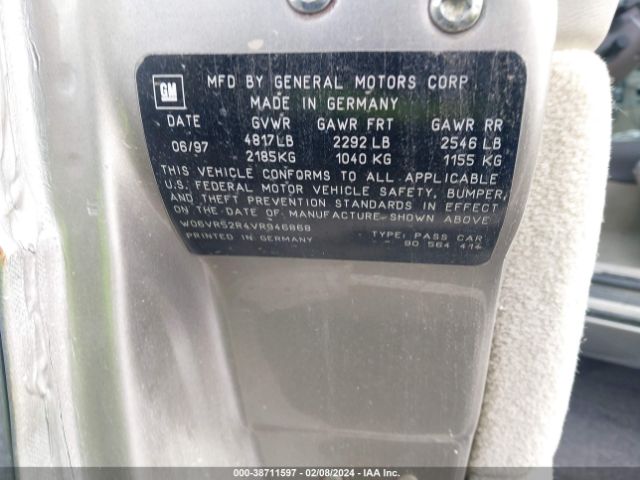 GM MFD BY GENERAL MOTORS CORP
MADE IN GERMANY
DATE GVWR GAWR FRT GAWR RR
06/97 4817LB 2292 LB 2546 LB
2185KG 1040 KG 1155 KG
THIS VEHICLE CONFORMS TO ALL APPLICABLE
U.S. FEDERAL MOTOR VEHICLE SAFETY, BUMPER,
AND THEFT PREVENTION STANDARDS IN EFFECT
ON THE DATE OF MANUFACTURE SHOWN ABOVE
W06VR52R4VR946868 TYPE: PASS CAR
PRINTED IN GERMANY 90 564 414
000-38711597 - 02/08/2024 - IAA Inc.